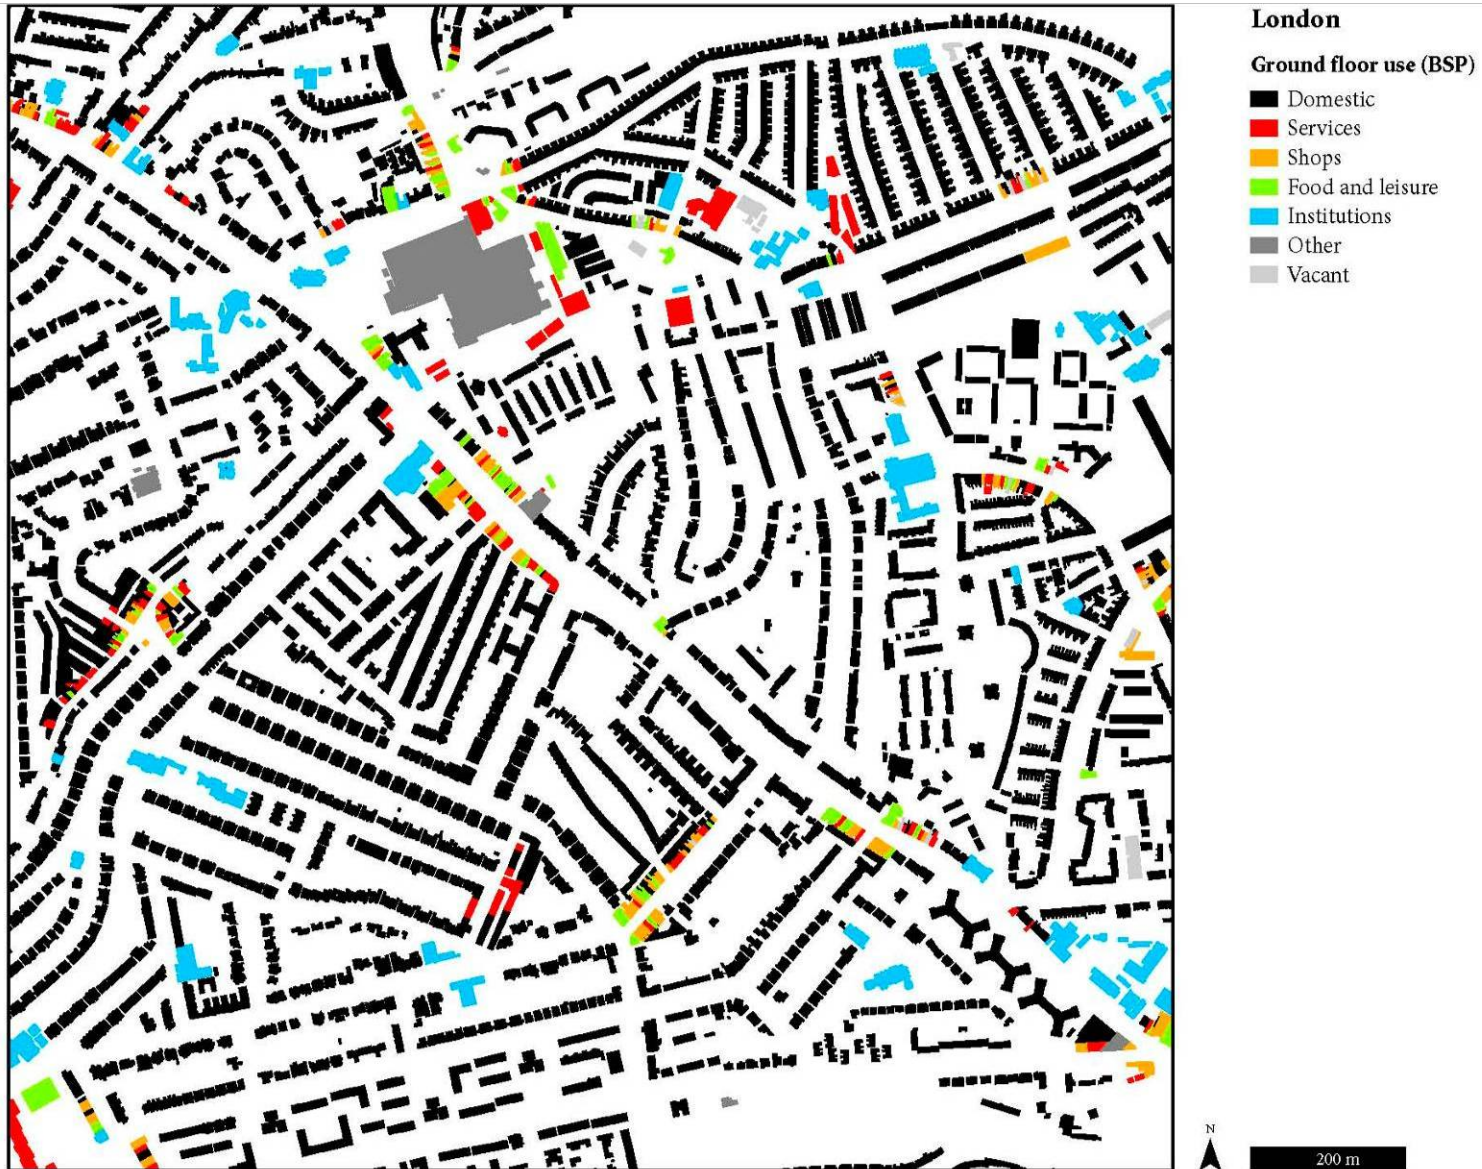 London
Ground floor use (BSP)
Domestic
Services
Shops
Food and leisure
Institutions
Other
Vacant
N
200 m